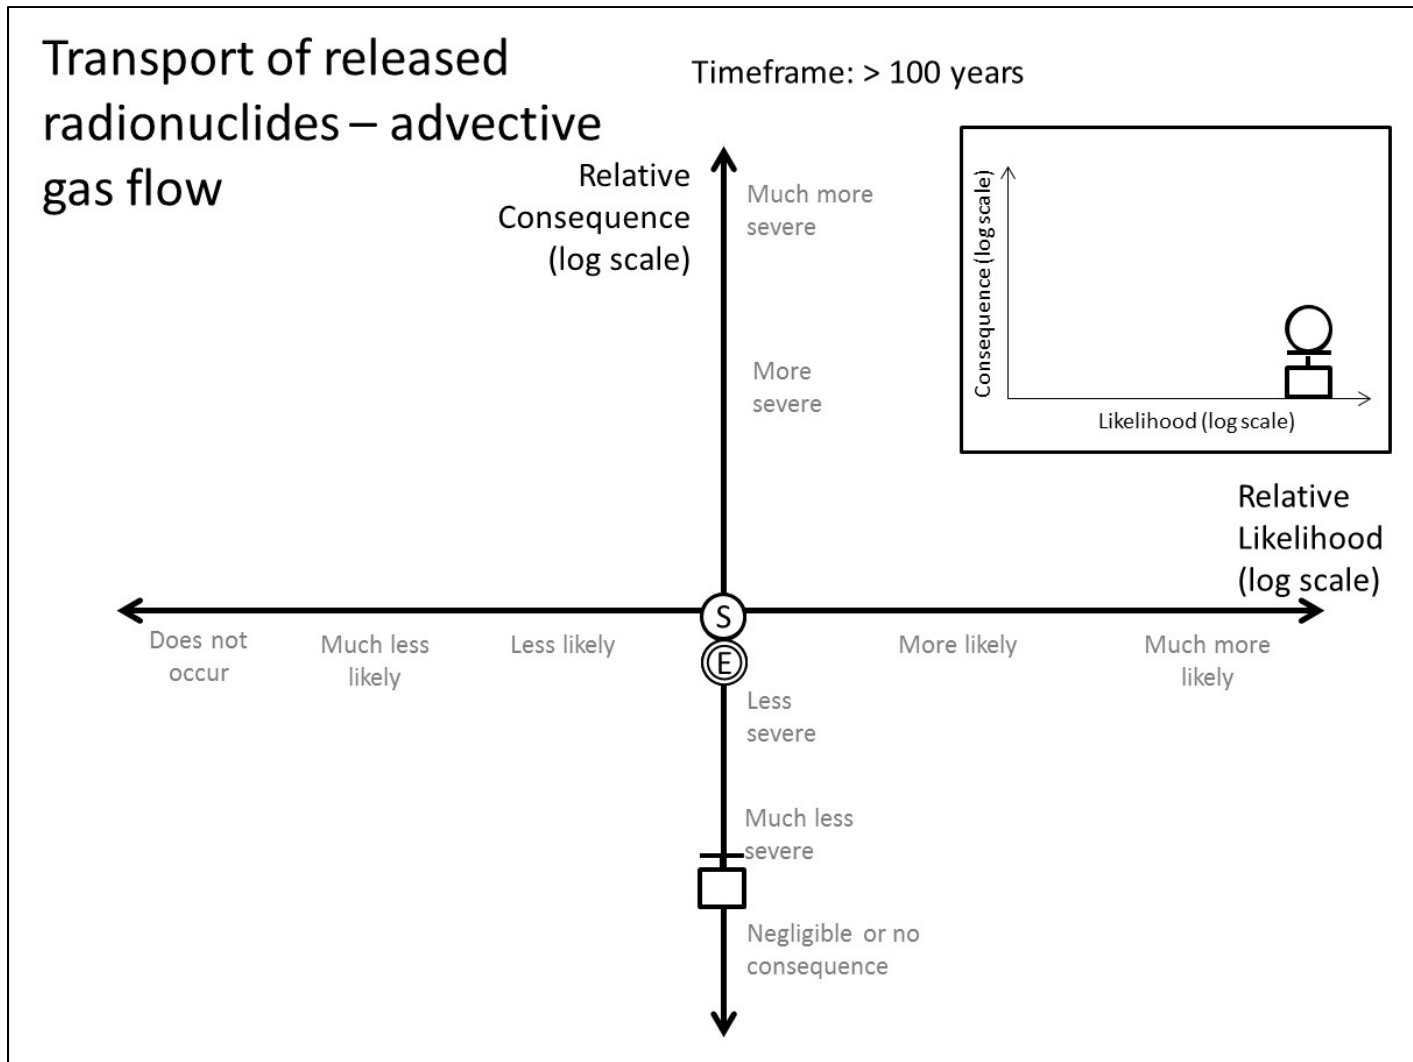 Transport of released
radionuclides – advective
gas flow
Timeframe: > 100 years
Relative
Consequence
(log scale)
Much more
severe
More
severe
Consequence (log scale)
Likelihood (log scale)
Relative
Likelihood
(log scale)
S
E
Does not
occur
Much less
likely
Less likely
More likely
Much more
likely
Less
severe
Much less
severe
Negligible or no
consequence